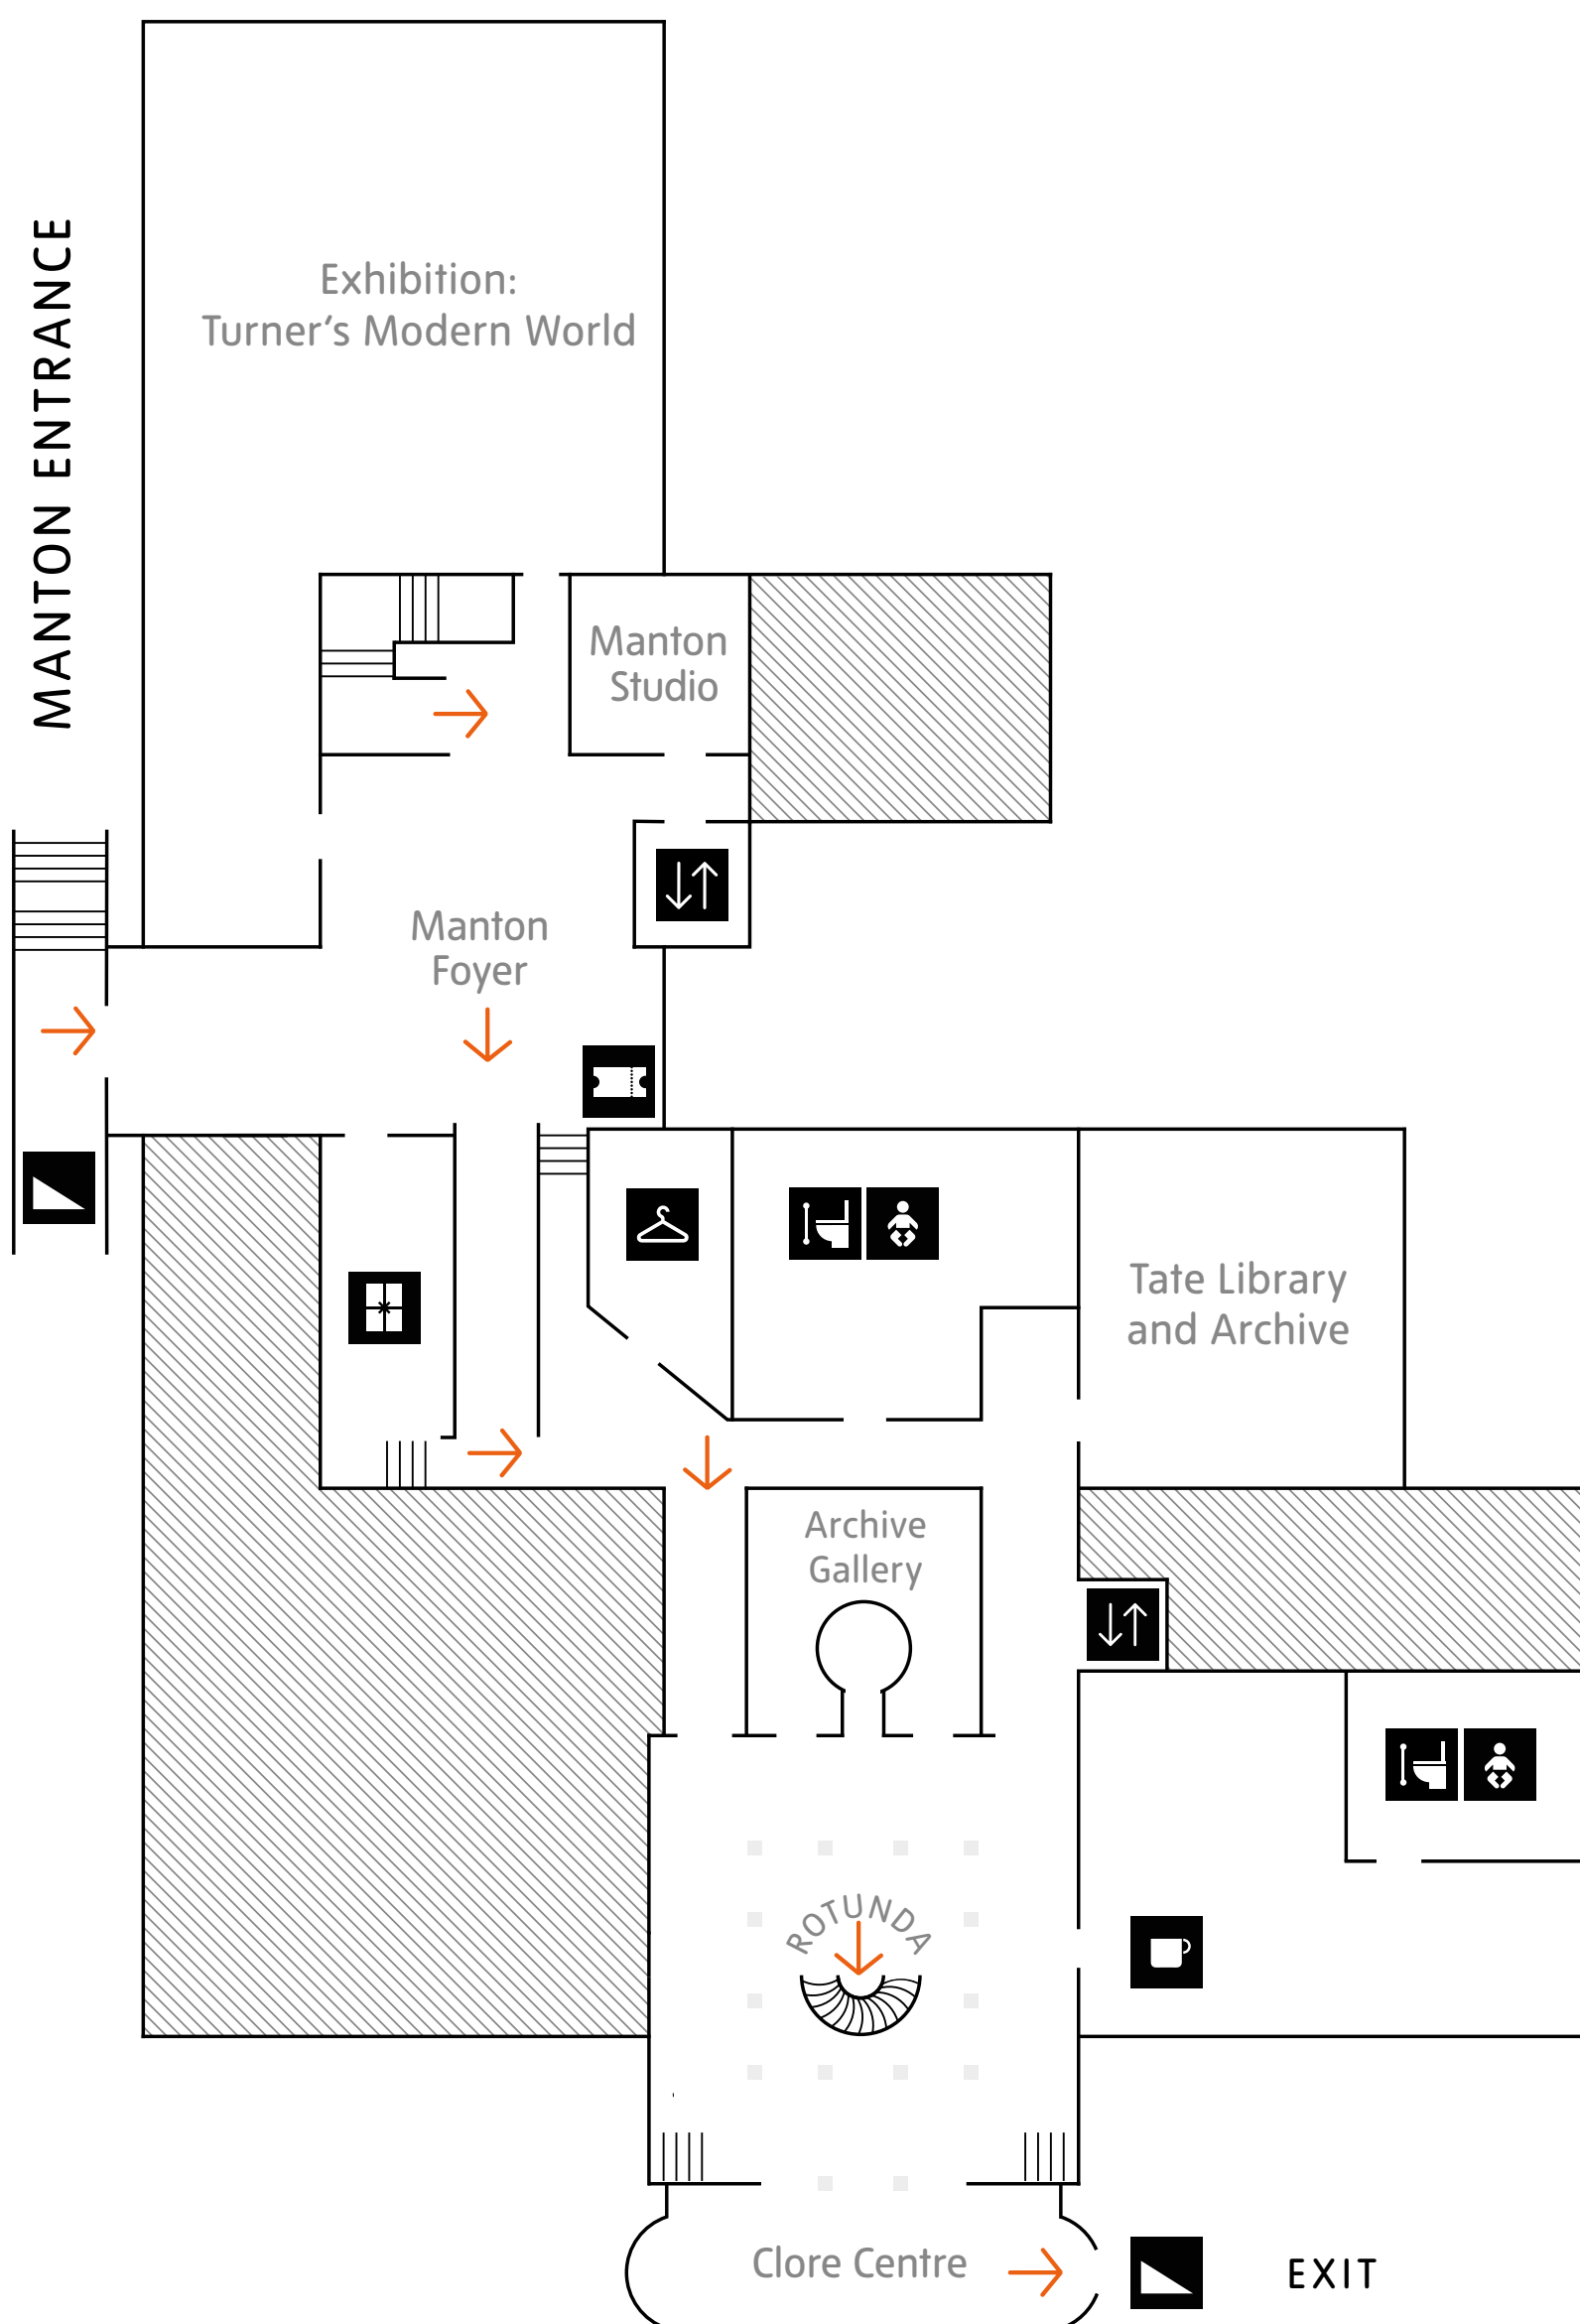 MANTON ENTRANCE
Exhibition:
Turner’s Modern World
Manton
Studio
Manton
Foyer
Tate Library
and Archive
Archive
Gallery
ROTUNDA
Clore Centre
EXIT